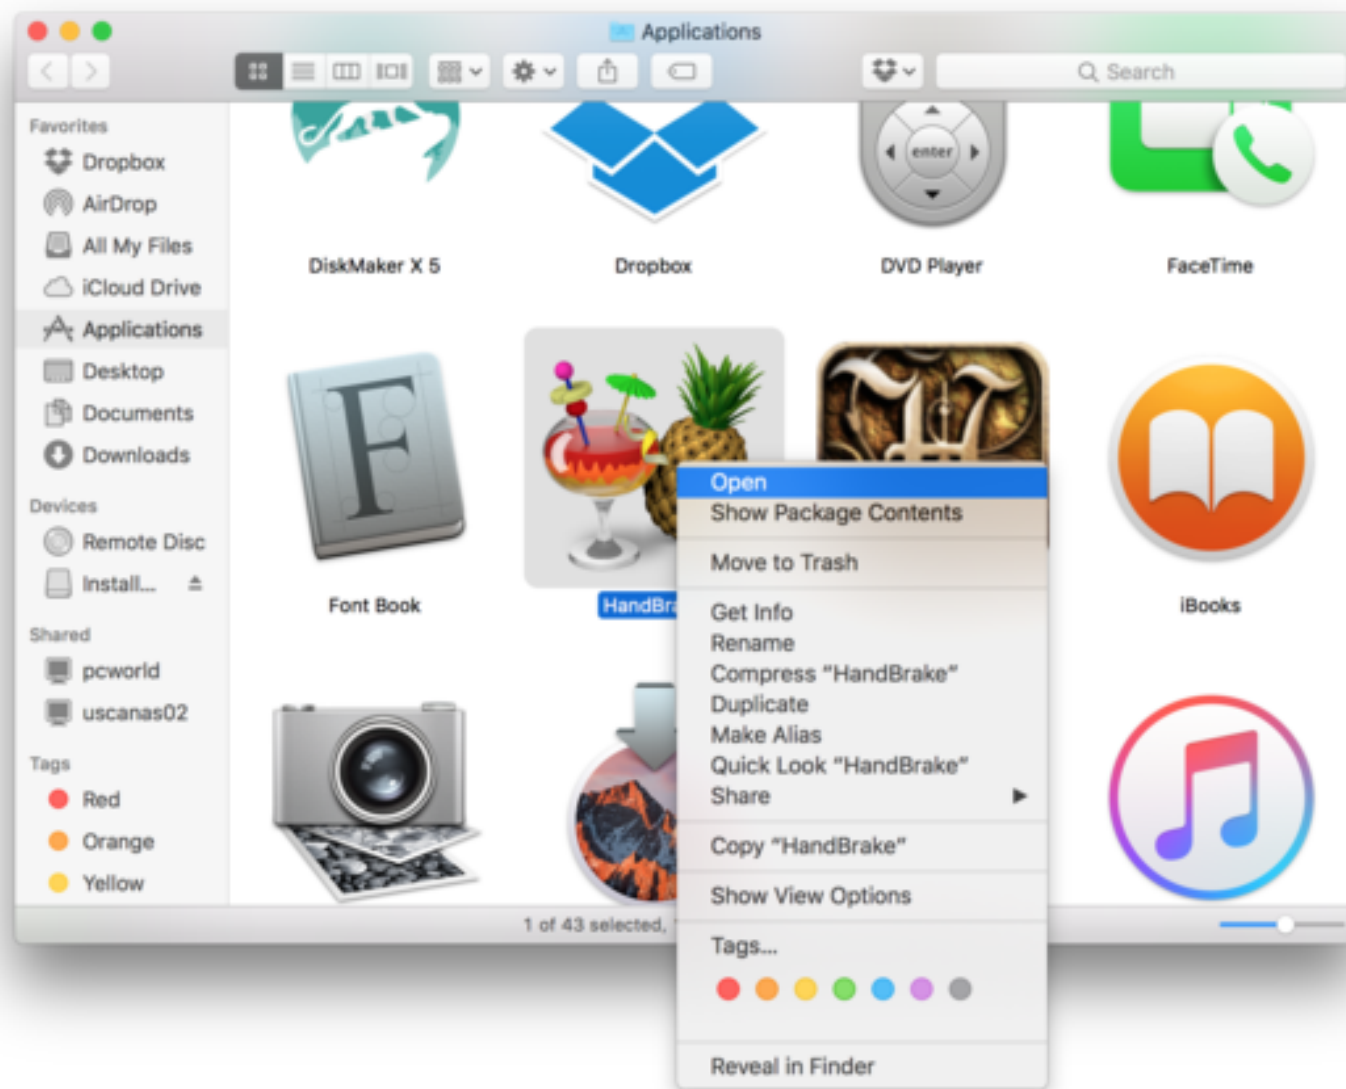 Applications
Search
Favorites
Dropbox
AirDrop
All My Files
iCloud Drive
Applications
Desktop
Documents
Downloads
Devices
Remote Disc
Install...
Shared
pcworld
uscanas02
Tags
Red
Orange
Yellow
enter
DiskMaker X 5
Dropbox
DVD Player
FaceTime
F
Font Book
HandBra
iBooks
1 of 43 selected,
Open
Show Package Contents
Move to Trash
Get Info
Rename
Compress “HandBrake”
Duplicate
Make Alias
Quick Look “HandBrake”
Share
Copy “HandBrake”
Show View Options
Tags...
Reveal in Finder